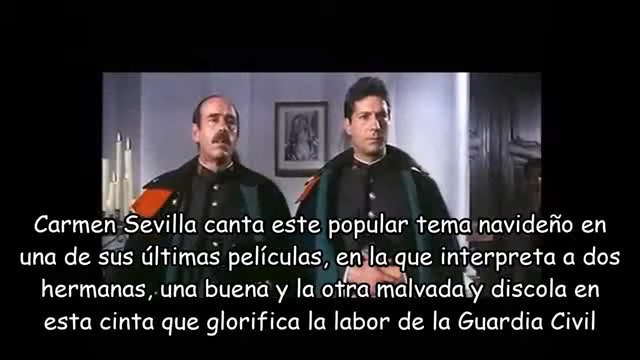 Carmen Sevilla canta este popular tema navideño en
una de sus últimas películas, en la que interpreta a dos
hermanas, una buena y la otra malvada y discola en
esta cinta que glorifica la labor de la Guardia Civil